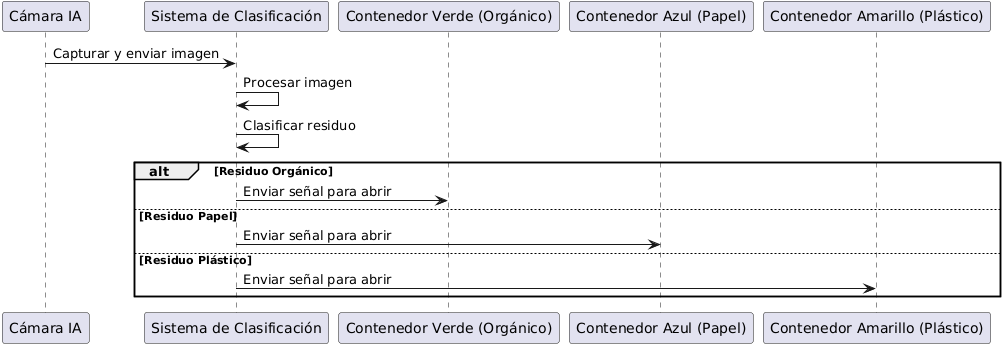 Cámara IA
Sistema de Clasificación
Contenedor Verde (Orgánico)
Contenedor Azul (Papel)
Contenedor Amarillo (Plástico)
Capturar y enviar imagen
Procesar imagen
Clasificar residuo
alt
[Residuo Orgánico]
Enviar señal para abrir
[Residuo Papel]
Enviar señal para abrir
[Residuo Plástico]
Enviar señal para abrir
Cámara IA
Sistema de Clasificación
Contenedor Verde (Orgánico)
Contenedor Azul (Papel)
Contenedor Amarillo (Plástico)